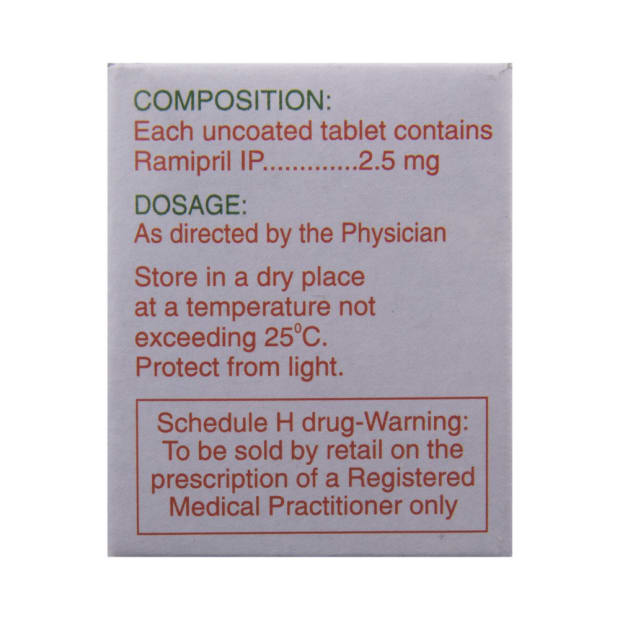 COMPOSITION:
Each uncoated tablet contains
Ramipril IP.............2.5 mg
DOSAGE:
As directed by the Physician
Store in a dry place
at a temperature not
exceeding 25⁰C.
Protect from light.
Schedule H drug-Warning:
To be sold by retail on the
prescription of a Registered
Medical Practitioner only